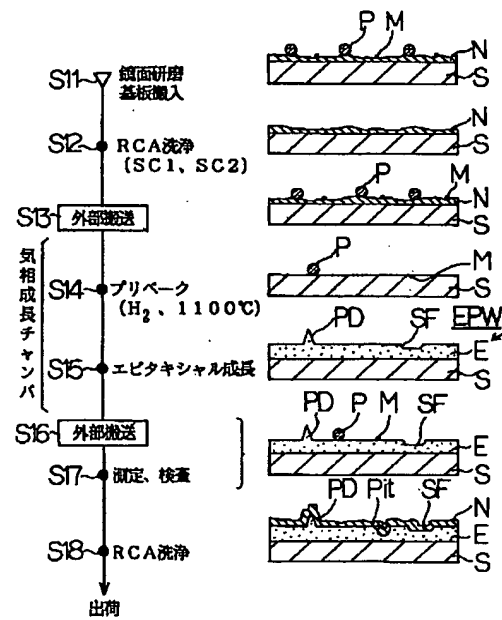 S11
鏡面研磨
基板搬入
P M
N
S
S12
RCA洗浄
(SC1、SC2)
N
S
S13
外部搬送
P M
N
S
気相成長チャンバ
S14
プリベーク
(H2、1100℃)
P M
S
S15
エピタキシャル成長
PD SF EPW
E
S
S16
外部搬送
PD P M SF
E
S
S17
測定、検査
S18
RCA洗浄
PD Pit SF
N
E
S
出荷